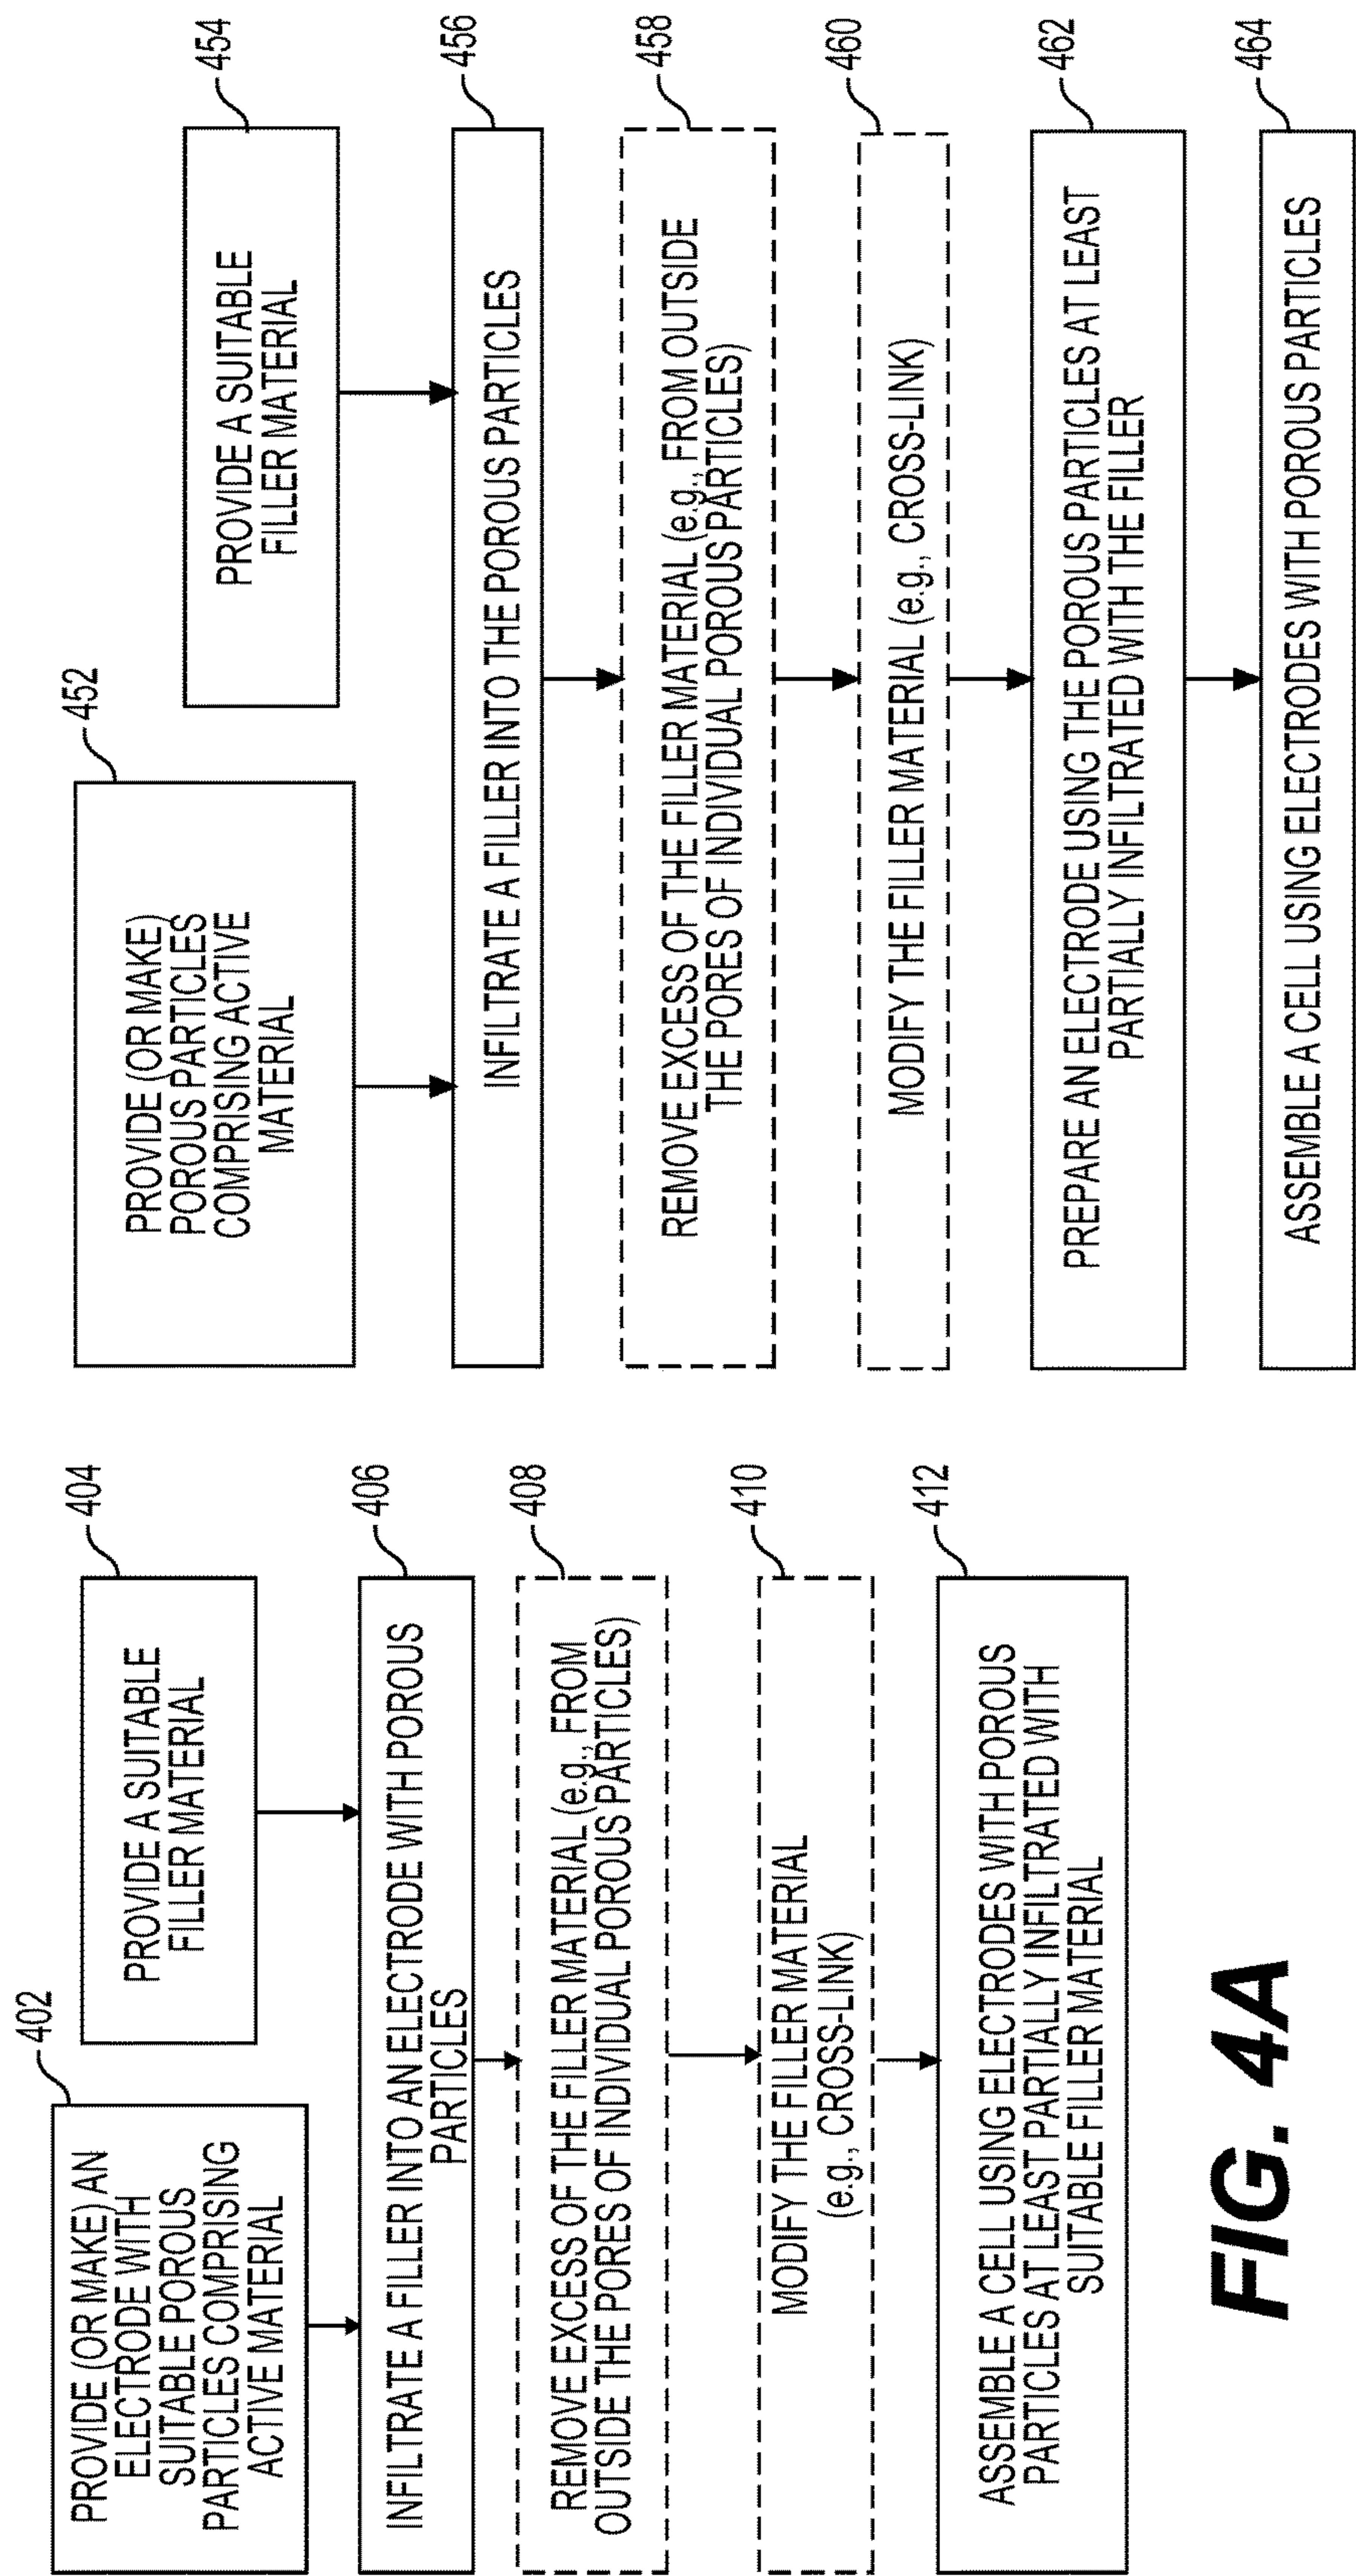 402
PROVIDE (OR MAKE) AN
ELECTRODE WITH
SUITABLE POROUS
PARTICLES COMPRISING
ACTIVE MATERIAL
404
PROVIDE A SUITABLE
FILLER MATERIAL
406
INFILTRATE A FILLER INTO AN ELECTRODE WITH POROUS
PARTICLES
408
REMOVE EXCESS OF THE FILLER MATERIAL (e.g., FROM
OUTSIDE THE PORES OF INDIVIDUAL POROUS PARTICLES)
410
MODIFY THE FILLER MATERIAL
(e.g., CROSS-LINK)
412
ASSEMBLE A CELL USING ELECTRODES WITH POROUS
PARTICLES AT LEAST PARTIALLY INFILTRATED WITH
SUITABLE FILLER MATERIAL
FIG. 4A
452
PROVIDE (OR MAKE)
POROUS PARTICLES
COMPRISING ACTIVE
MATERIAL
454
PROVIDE A SUITABLE
FILLER MATERIAL
456
INFILTRATE A FILLER INTO THE POROUS PARTICLES
458
REMOVE EXCESS OF THE FILLER MATERIAL (e.g., FROM OUTSIDE
THE PORES OF INDIVIDUAL POROUS PARTICLES)
460
MODIFY THE FILLER MATERIAL (e.g., CROSS-LINK)
462
PREPARE AN ELECTRODE USING THE POROUS PARTICLES AT LEAST
PARTIALLY INFILTRATED WITH THE FILLER
464
ASSEMBLE A CELL USING ELECTRODES WITH POROUS PARTICLES